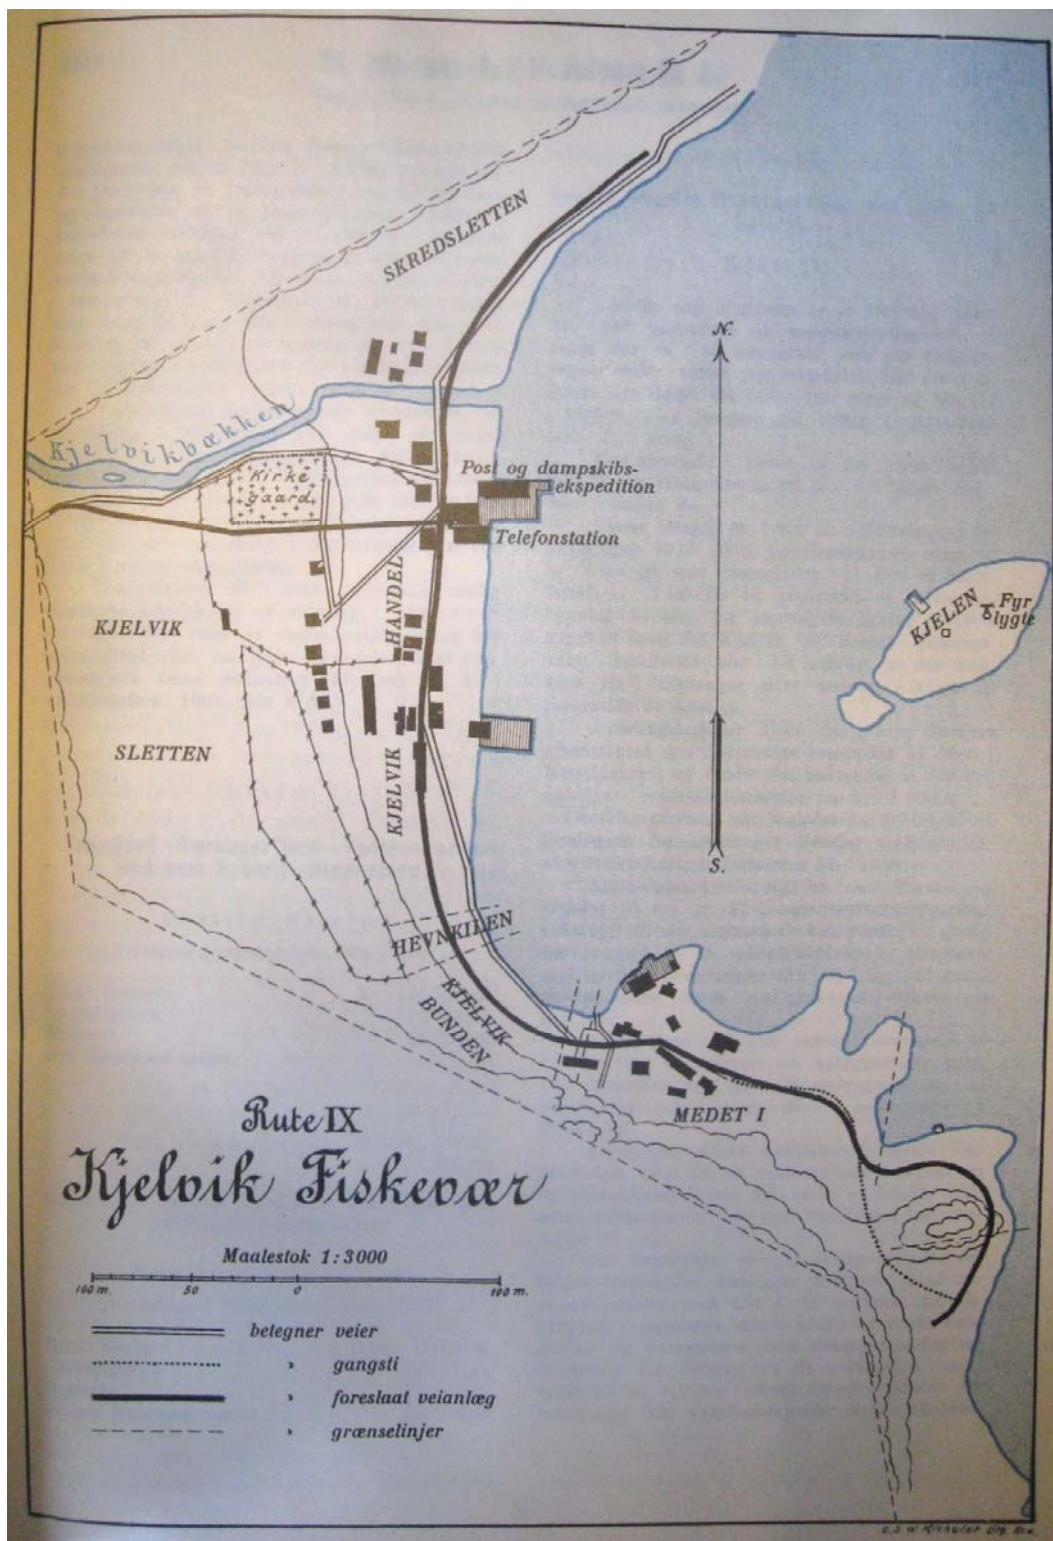 SKREDSLETTEN
N.
Kjelvikbækken
Kirke
gaard
Post og dampskibs-
ekspedition
Telefonstation
KJELVIK
HANDEL
KJELEN
Fyr
lygte
SLETTEN
KJELVIK
S.
HEVNKILEN
KJELVIK
BUNDEN
MEDET I
Rute IX
Kjelvik Fiskevær
Maalestok 1:3000
100 m. 50 0 100 m.
betegner veier
» gangsti
» foreslaat veianlæg
» grænselinjer